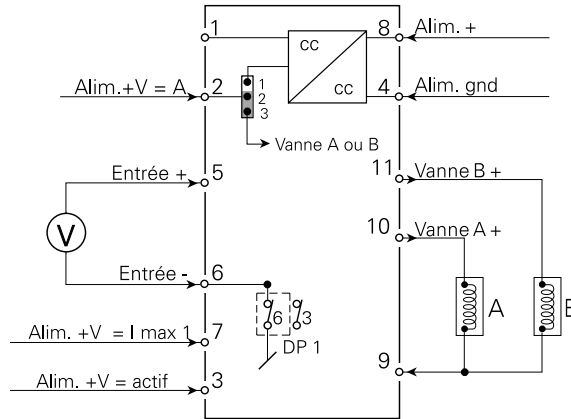 1
cc
cc
8
Alim. +
Alim.+V = A
2
1
2
3
4
Alim. gnd
Vanne A ou B
11
Vanne B +
Entrée +
5
10
Vanne A +
V
Entrée -
6
6
3
A
B
Alim. +V = I max 1
7
DP 1
9
Alim. +V = actif
3